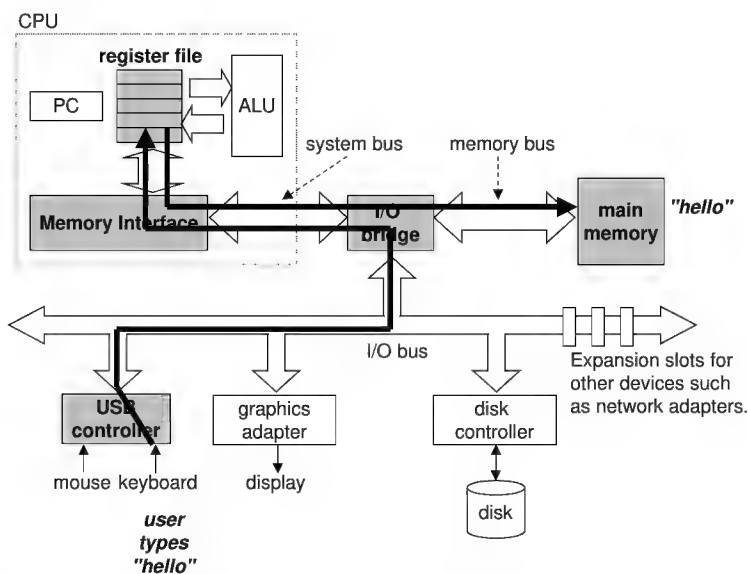 CPU
register file
PC
ALU
system bus
memory bus
Memory Interface
I/O
bridge
main
memory
"hello"
I/O bus
Expansion slots for
other devices such
as network adapters.
USB
controller
graphics
adapter
disk
controller
mouse keyboard
display
disk
user
types
"hello"